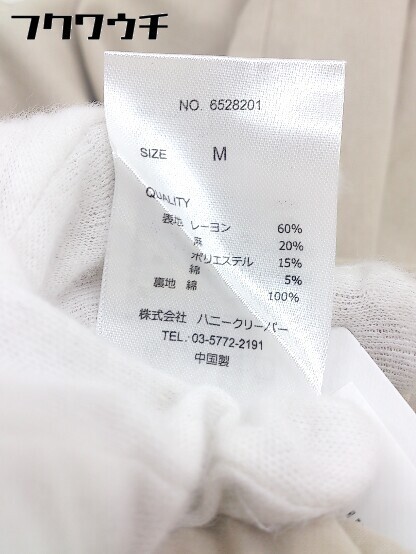 フクワウチ
NO. 6528201
SIZE M
QUALITY
表地 レーヨン 60%
麻 20%
ポリエステル 15%
綿 5%
裏地 綿 100%
株式会社 ハニークリーパー
TEL.03-5772-2191
中国製